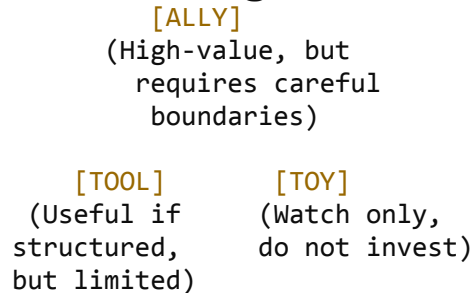 [ALLY]
(High-value, but
requires careful
boundaries)
[TOOL] [TOY]
(Useful if (Watch only,
structured, do not invest)
but limited)